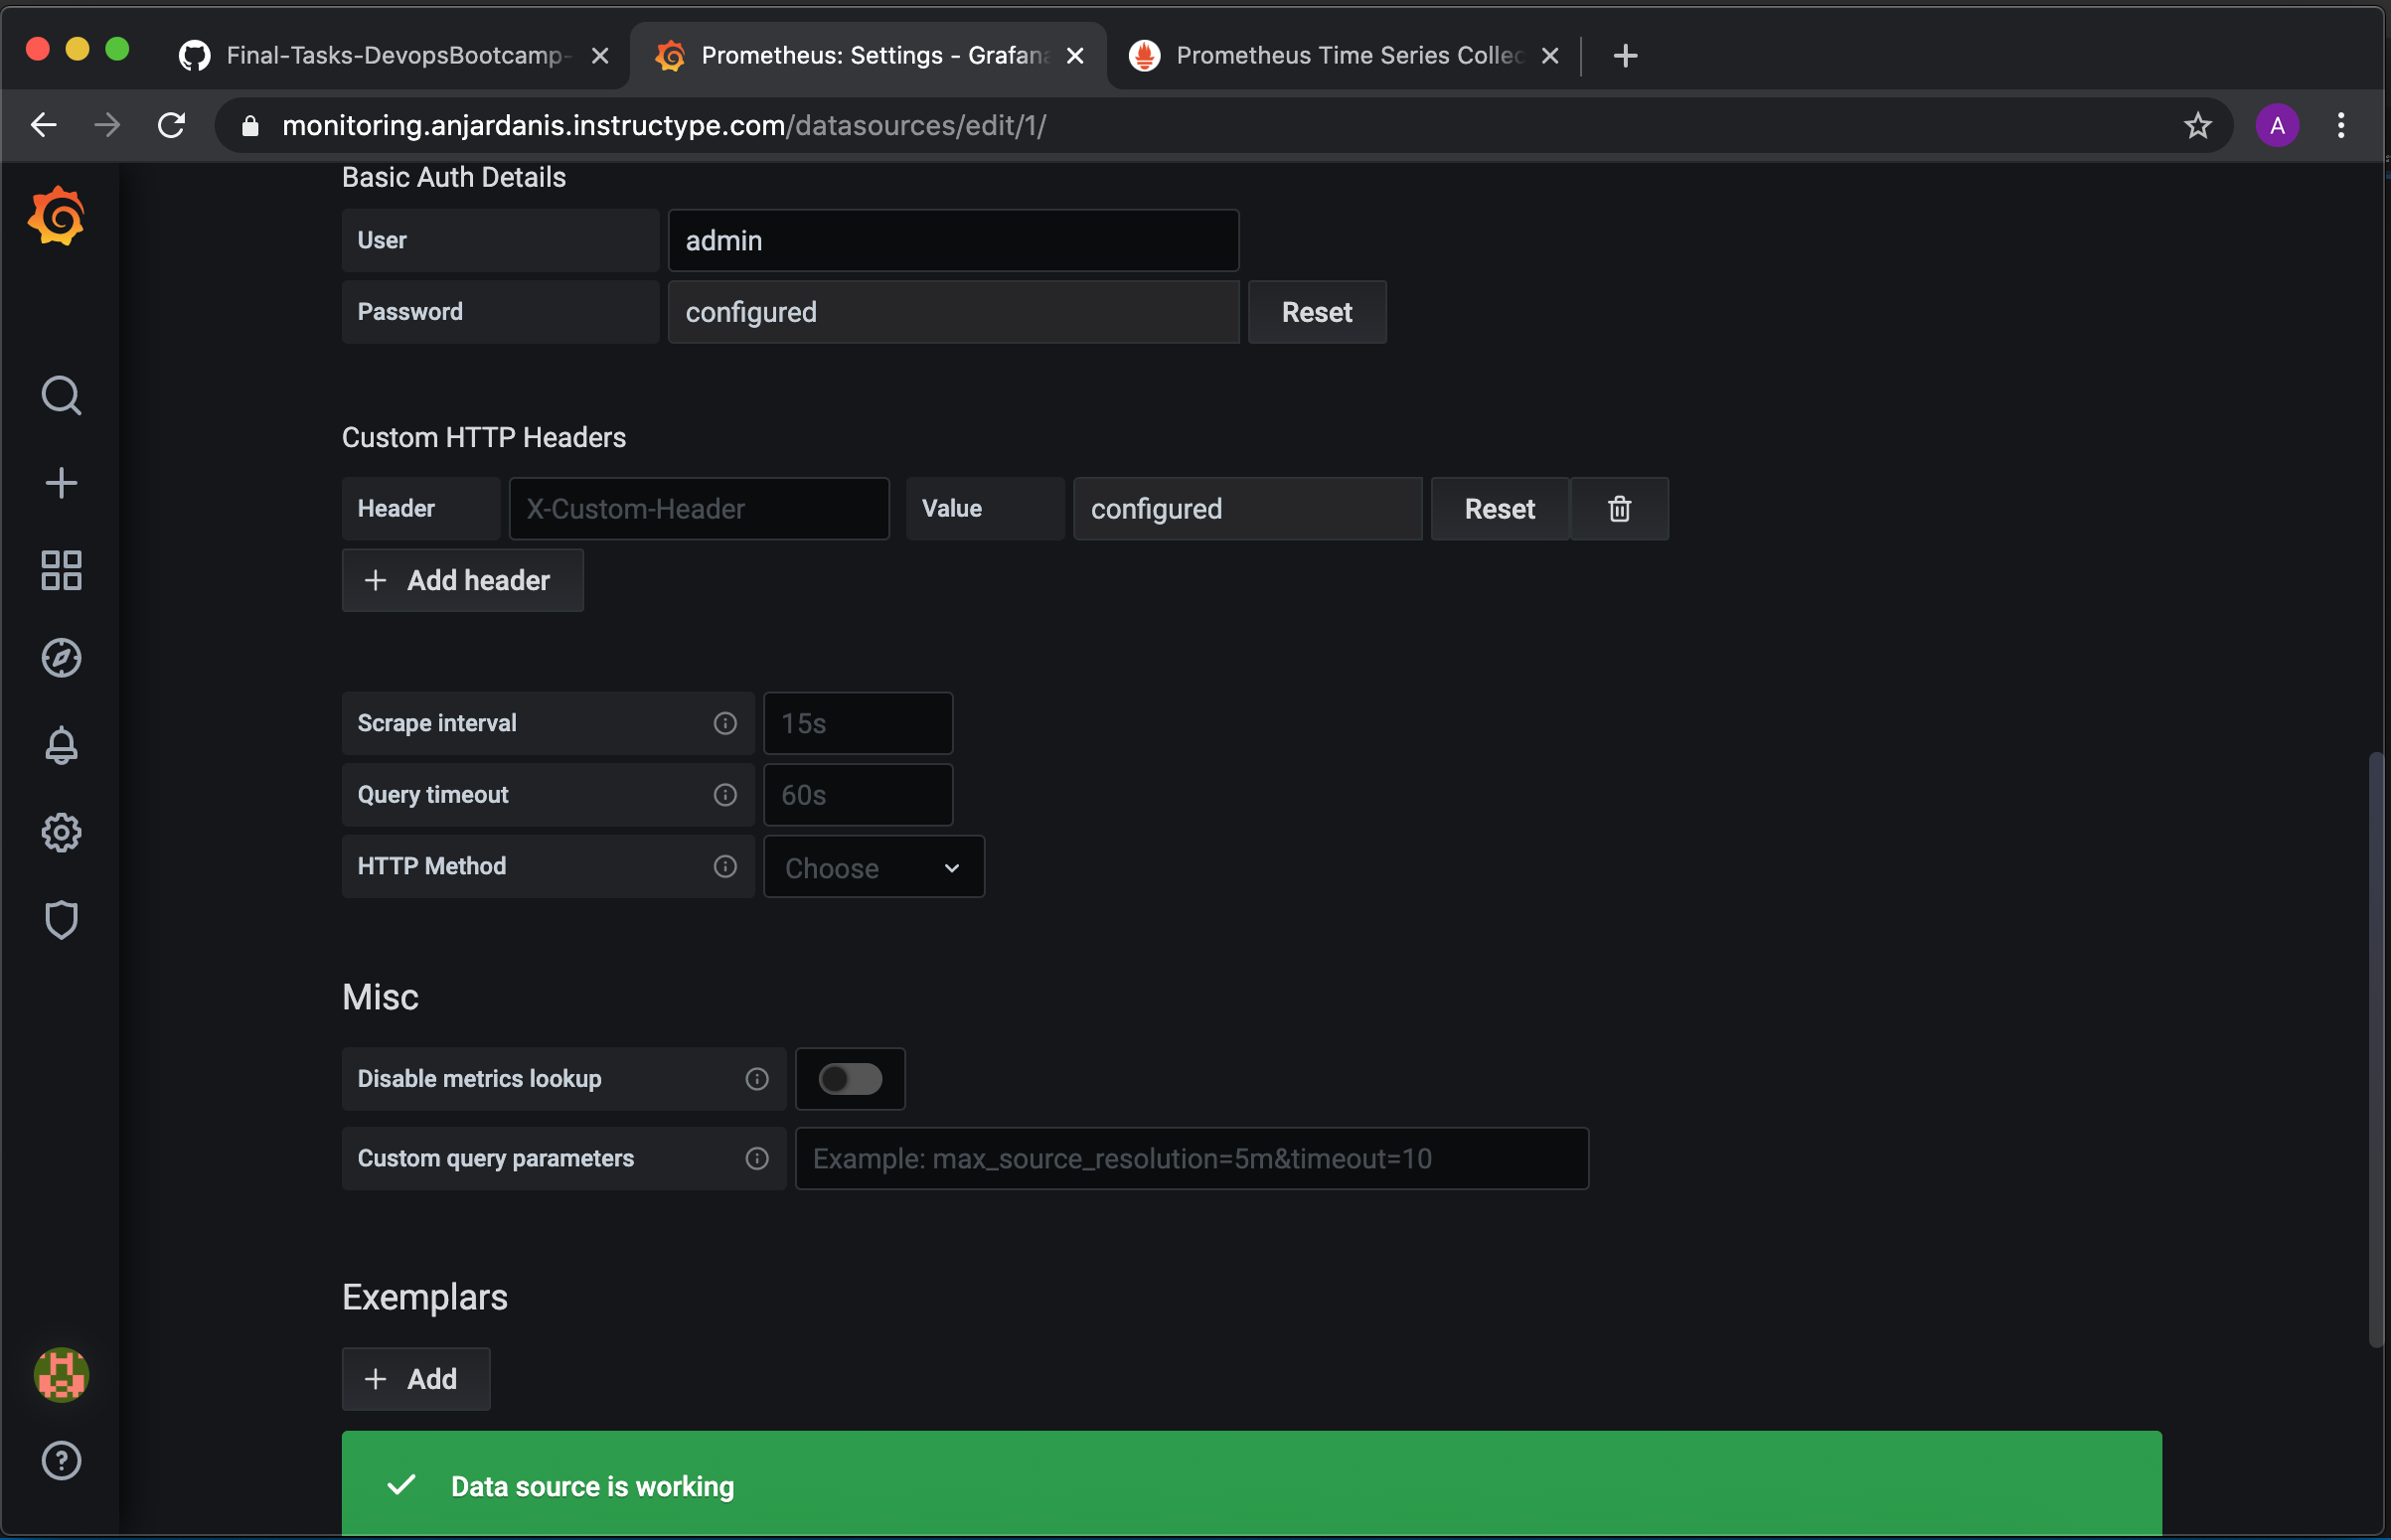 Final-Tasks-DevopsBootcamp-
Prometheus: Settings - Grafana
Prometheus Time Series Collec
monitoring.anjardanis.instructype.com/datasources/edit/1/
A
Basic Auth Details
User admin
Password configured Reset
Custom HTTP Headers
Header X-Custom-Header Value configured Reset
Add header
Scrape interval 15s
Query timeout 60s
HTTP Method Choose
Misc
Disable metrics lookup
Custom query parameters Example: max_source_resolution=5m&timeout=10
Exemplars
Add
Data source is working